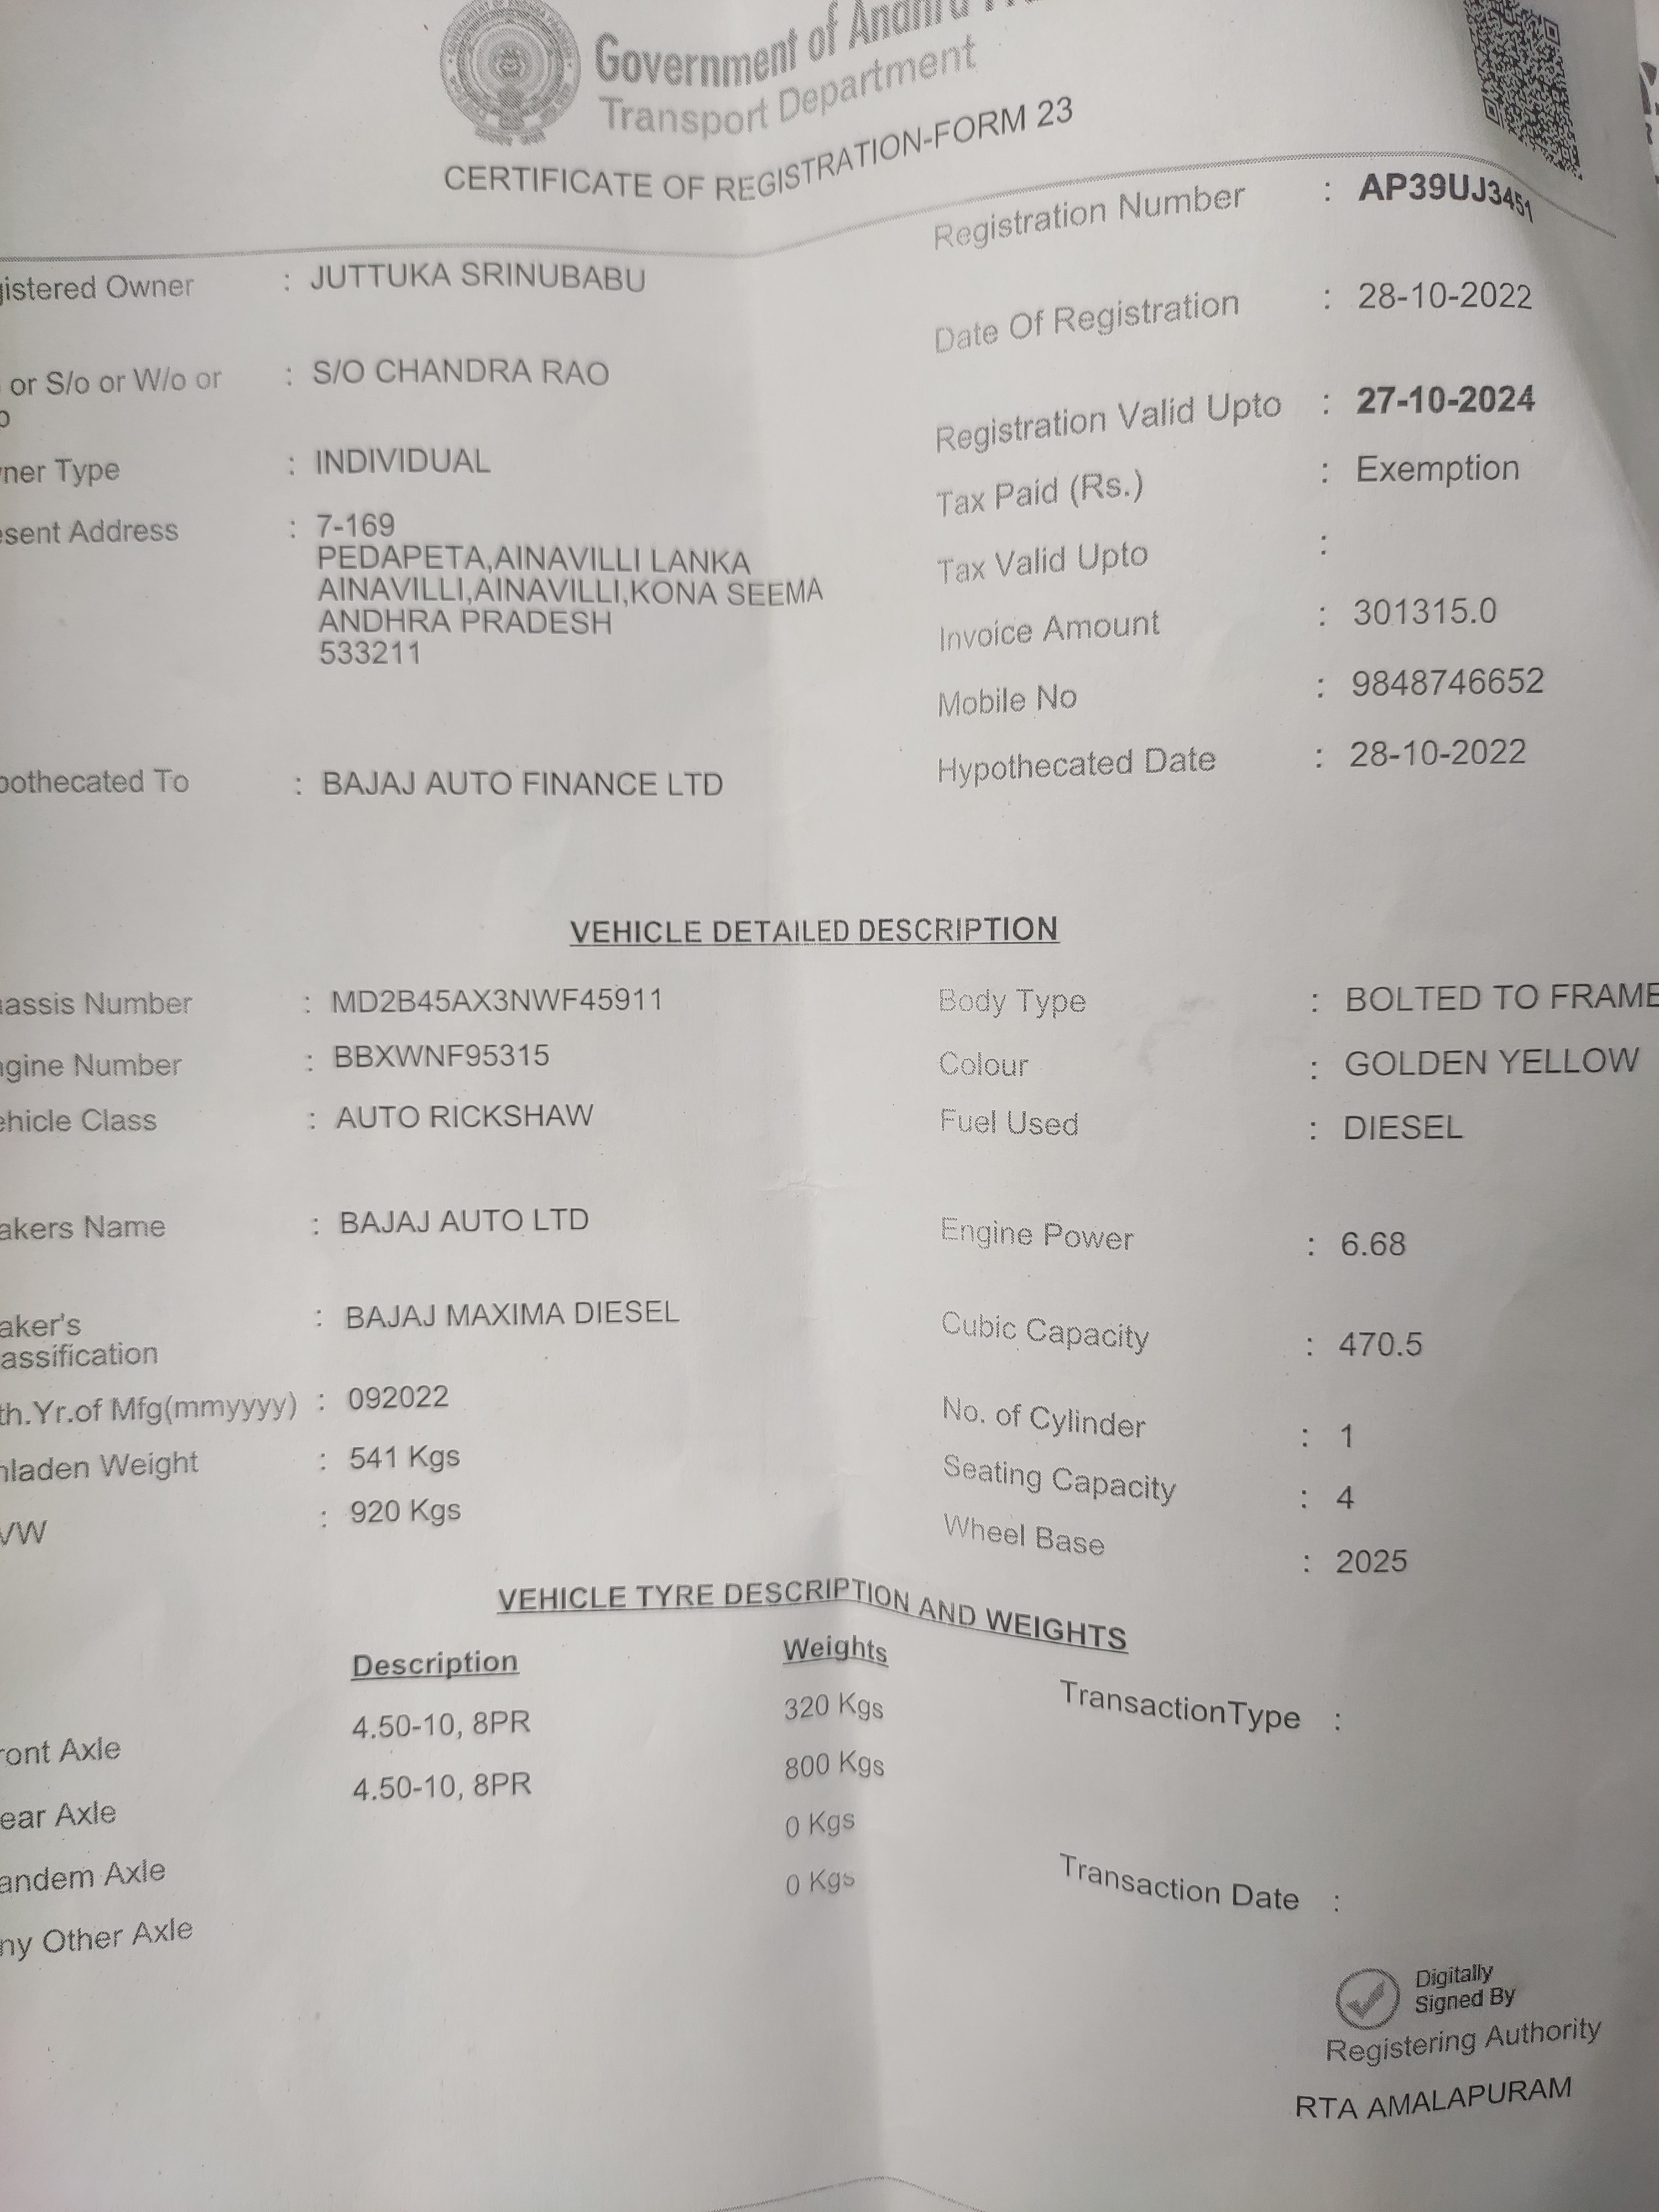 Government of Andhra
Transport Department
CERTIFICATE OF REGISTRATION-FORM 23
Registration Number : AP39UJ3451
gistered Owner : JUTTUKA SRINUBABU
Date Of Registration : 28-10-2022
or S/o or W/o or : S/O CHANDRA RAO
o
Registration Valid Upto : 27-10-2024
ner Type : INDIVIDUAL
Tax Paid (Rs.) : Exemption
esent Address : 7-169
PEDAPETA,AINAVILLI LANKA
AINAVILLI,AINAVILLI,KONA SEEMA
ANDHRA PRADESH
533211
Tax Valid Upto :
Invoice Amount : 301315.0
Mobile No : 9848746652
pothecated To : BAJAJ AUTO FINANCE LTD
Hypothecated Date : 28-10-2022
VEHICLE DETAILED DESCRIPTION
assis Number : MD2B45AX3NWF45911
Body Type : BOLTED TO FRAME
ngine Number : BBXWNF95315
Colour : GOLDEN YELLOW
ehicle Class : AUTO RICKSHAW
Fuel Used : DIESEL
akers Name : BAJAJ AUTO LTD
Engine Power : 6.68
aker's : BAJAJ MAXIMA DIESEL
assification
Cubic Capacity : 470.5
th.Yr.of Mfg(mmyyyy) : 092022
No. of Cylinder : 1
nladen Weight : 541 Kgs
Seating Capacity : 4
VW : 920 Kgs
Wheel Base : 2025
VEHICLE TYRE DESCRIPTION AND WEIGHTS
Description Weights
ront Axle 4.50-10, 8PR 320 Kgs
TransactionType :
ear Axle 4.50-10, 8PR 800 Kgs
andem Axle 0 Kgs
ny Other Axle 0 Kgs
Transaction Date :
Digitally
Signed By
Registering Authority
RTA AMALAPURAM